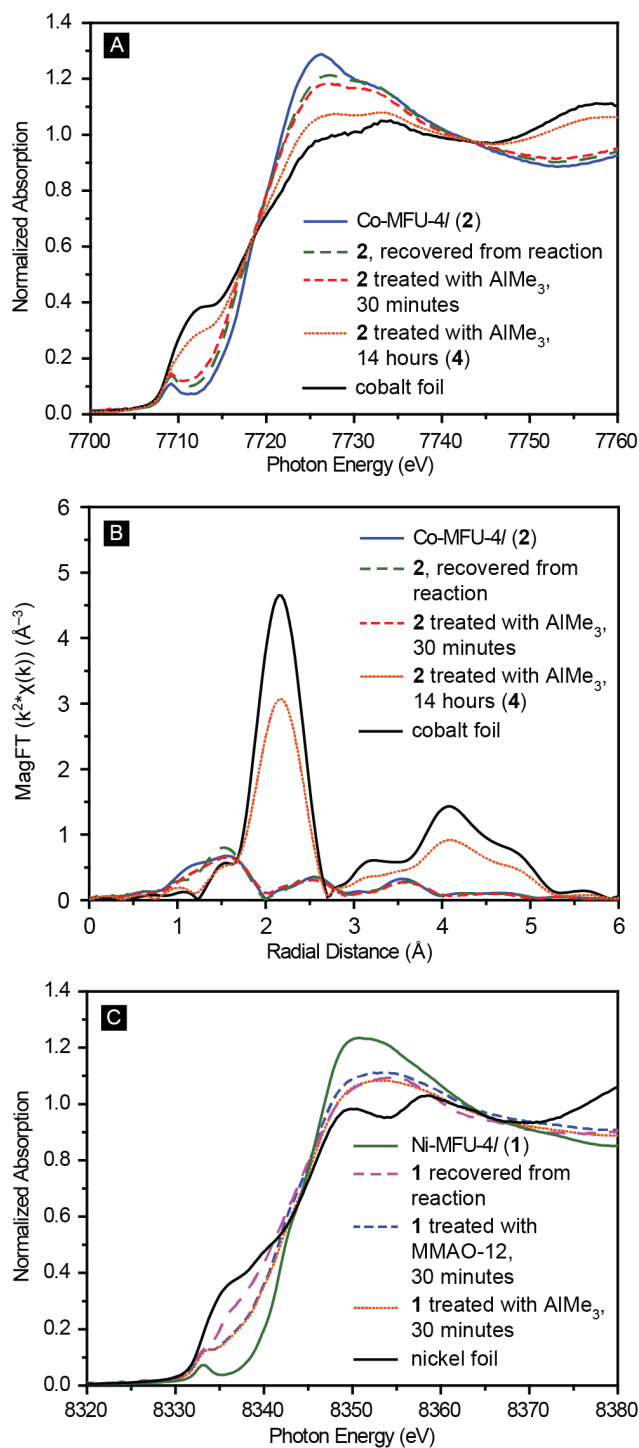 A
1.4
1.2
1.0
0.8
0.6
0.4
0.2
0.0
Normalized Absorption
Co-MFU-4l (2)
2, recovered from reaction
2 treated with AlMe₃,
30 minutes
2 treated with AlMe₃,
14 hours (4)
cobalt foil
7700 7710 7720 7730 7740 7750 7760
Photon Energy (eV)
B
6
5
4
3
2
1
0
MagFT (k²*χ(k)) (Å⁻³)
Co-MFU-4l (2)
2, recovered from
reaction
2 treated with AlMe₃,
30 minutes
2 treated with AlMe₃,
14 hours (4)
cobalt foil
0 1 2 3 4 5 6
Radial Distance (Å)
C
1.4
1.2
1.0
0.8
0.6
0.4
0.2
0.0
Normalized Absorption
Ni-MFU-4l (1)
1 recovered from
reaction
1 treated with
MMAO-12,
30 minutes
1 treated with AlMe₃,
30 minutes
nickel foil
8320 8330 8340 8350 8360 8370 8380
Photon Energy (eV)